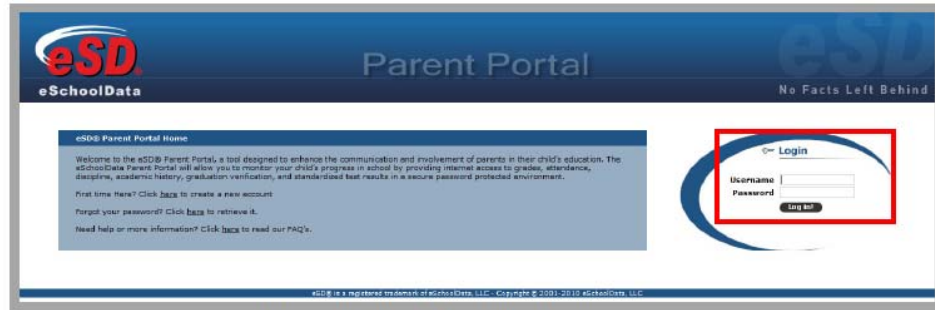 eSD.
eSchoolData
Parent Portal
eSD
No Facts Left Behind
eSD® Parent Portal Home
Welcome to the eSD® Parent Portal, a tool designed to enhance the communication and involvement of parents in their child's education. The
eSchoolData Parent Portal will allow you to monitor your child's progress in school by providing internet access to grades, attendance,
discipline, academic history, graduation verification, and standardized test results in a secure password protected environment.
First time Here? Click here to create a new account
Forgot your password? Click here to retrieve it.
Need help or more information? Click here to read our FAQ's.
Login
Username
Password
Log In!
eSD® is a registered trademark of eSchoolData, LLC - Copyright © 2001-2010 eSchoolData, LLC